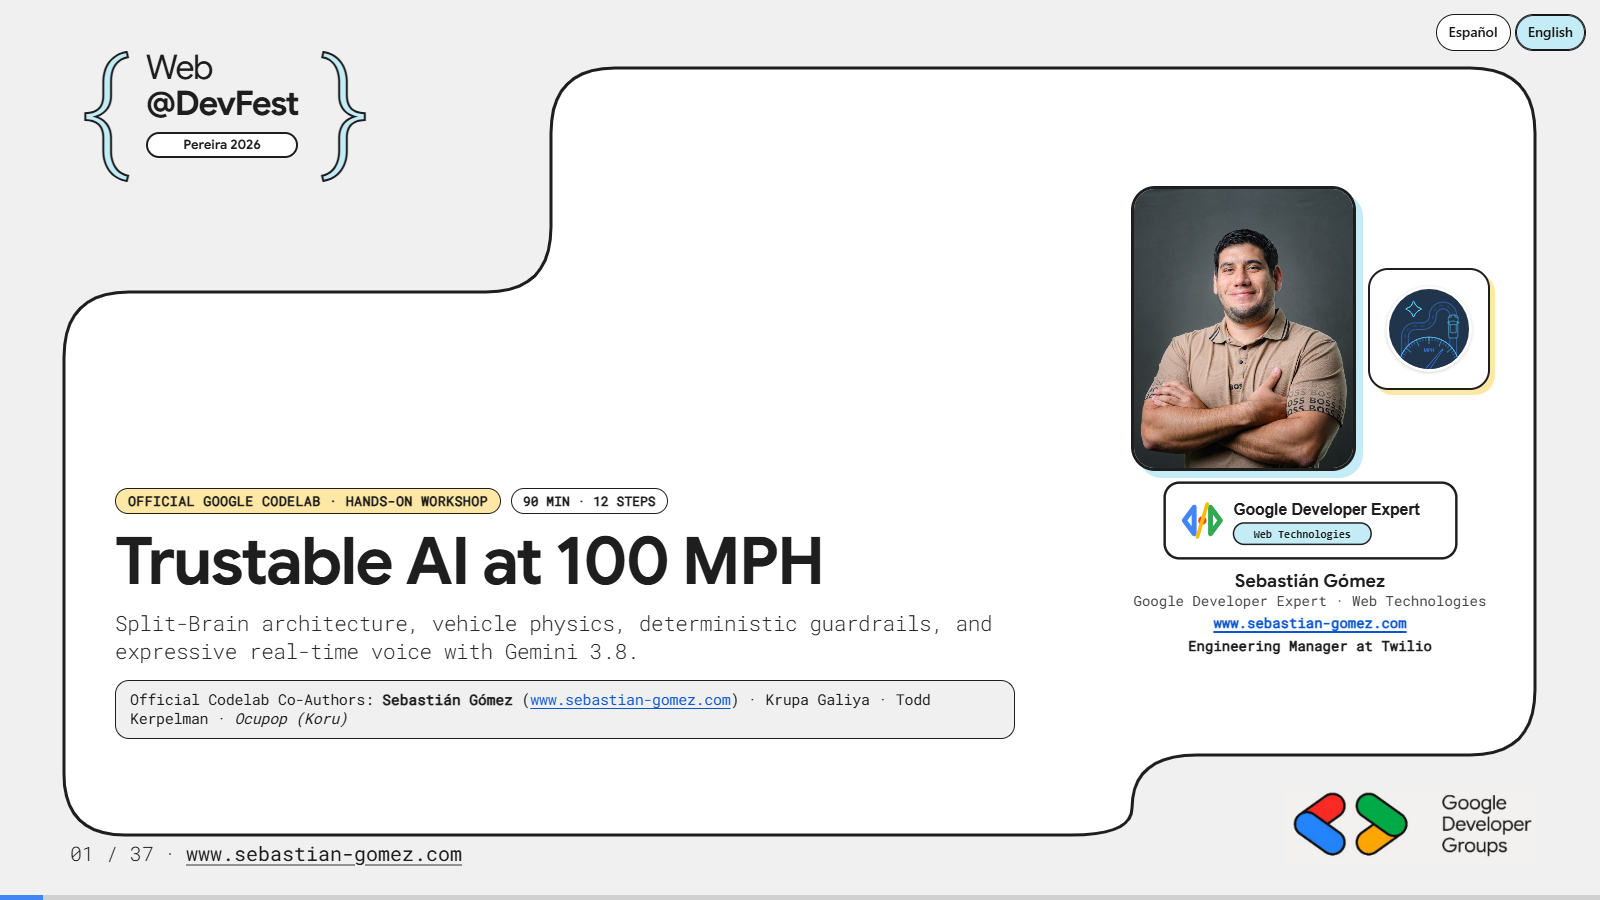 Español
English
Web
@DevFest
Pereira 2026
MPH
BOSS
OFFICIAL GOOGLE CODELAB · HANDS-ON WORKSHOP
90 MIN · 12 STEPS
Trustable AI at 100 MPH
Split-Brain architecture, vehicle physics, deterministic guardrails, and
expressive real-time voice with Gemini 3.8.
Official Codelab Co-Authors: Sebastián Gómez (www.sebastian-gomez.com) · Krupa Galiya · Todd
Kerpelman · Ocupop (Koru)
Google Developer Expert
Web Technologies
Sebastián Gómez
Google Developer Expert · Web Technologies
www.sebastian-gomez.com
Engineering Manager at Twilio
Google
Developer
Groups
01 / 37 · www.sebastian-gomez.com